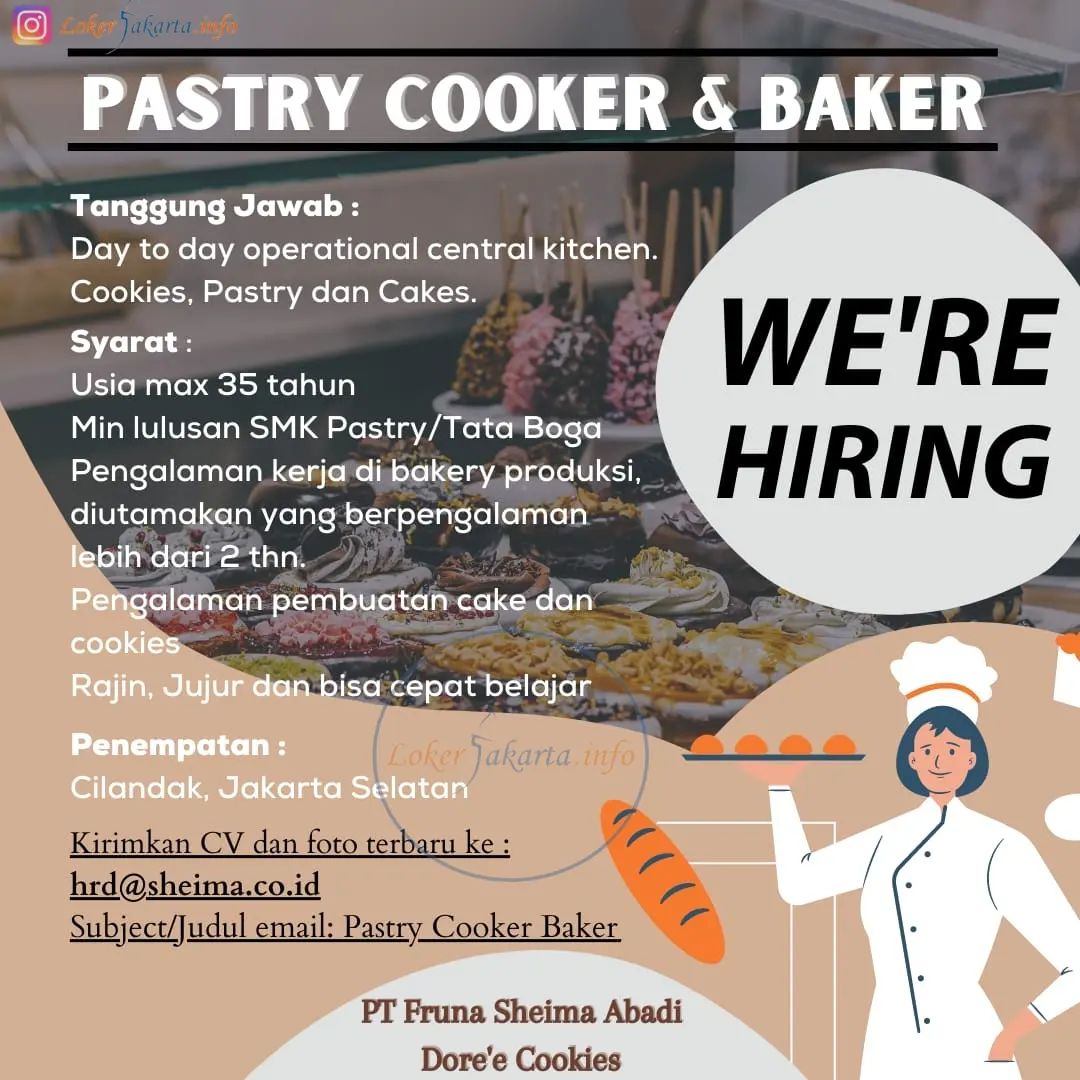 Loker Jakarta.info
PASTRY COOKER & BAKER
Tanggung Jawab :
Day to day operational central kitchen.
Cookies, Pastry dan Cakes.
Syarat :
Usia max 35 tahun
Min lulusan SMK Pastry/Tata Boga
Pengalaman kerja di bakery produksi,
diutamakan yang berpengalaman
lebih dari 2 thn.
Pengalaman pembuatan cake dan
cookies
Rajin, Jujur dan bisa cepat belajar
WE'RE
HIRING
Penempatan :
Loker Jakarta.info
Cilandak, Jakarta Selatan
Kirimkan CV dan foto terbaru ke :
hrd@sheima.co.id
Subject/Judul email: Pastry Cooker Baker
PT Fruna Sheima Abadi
Dore'e Cookies